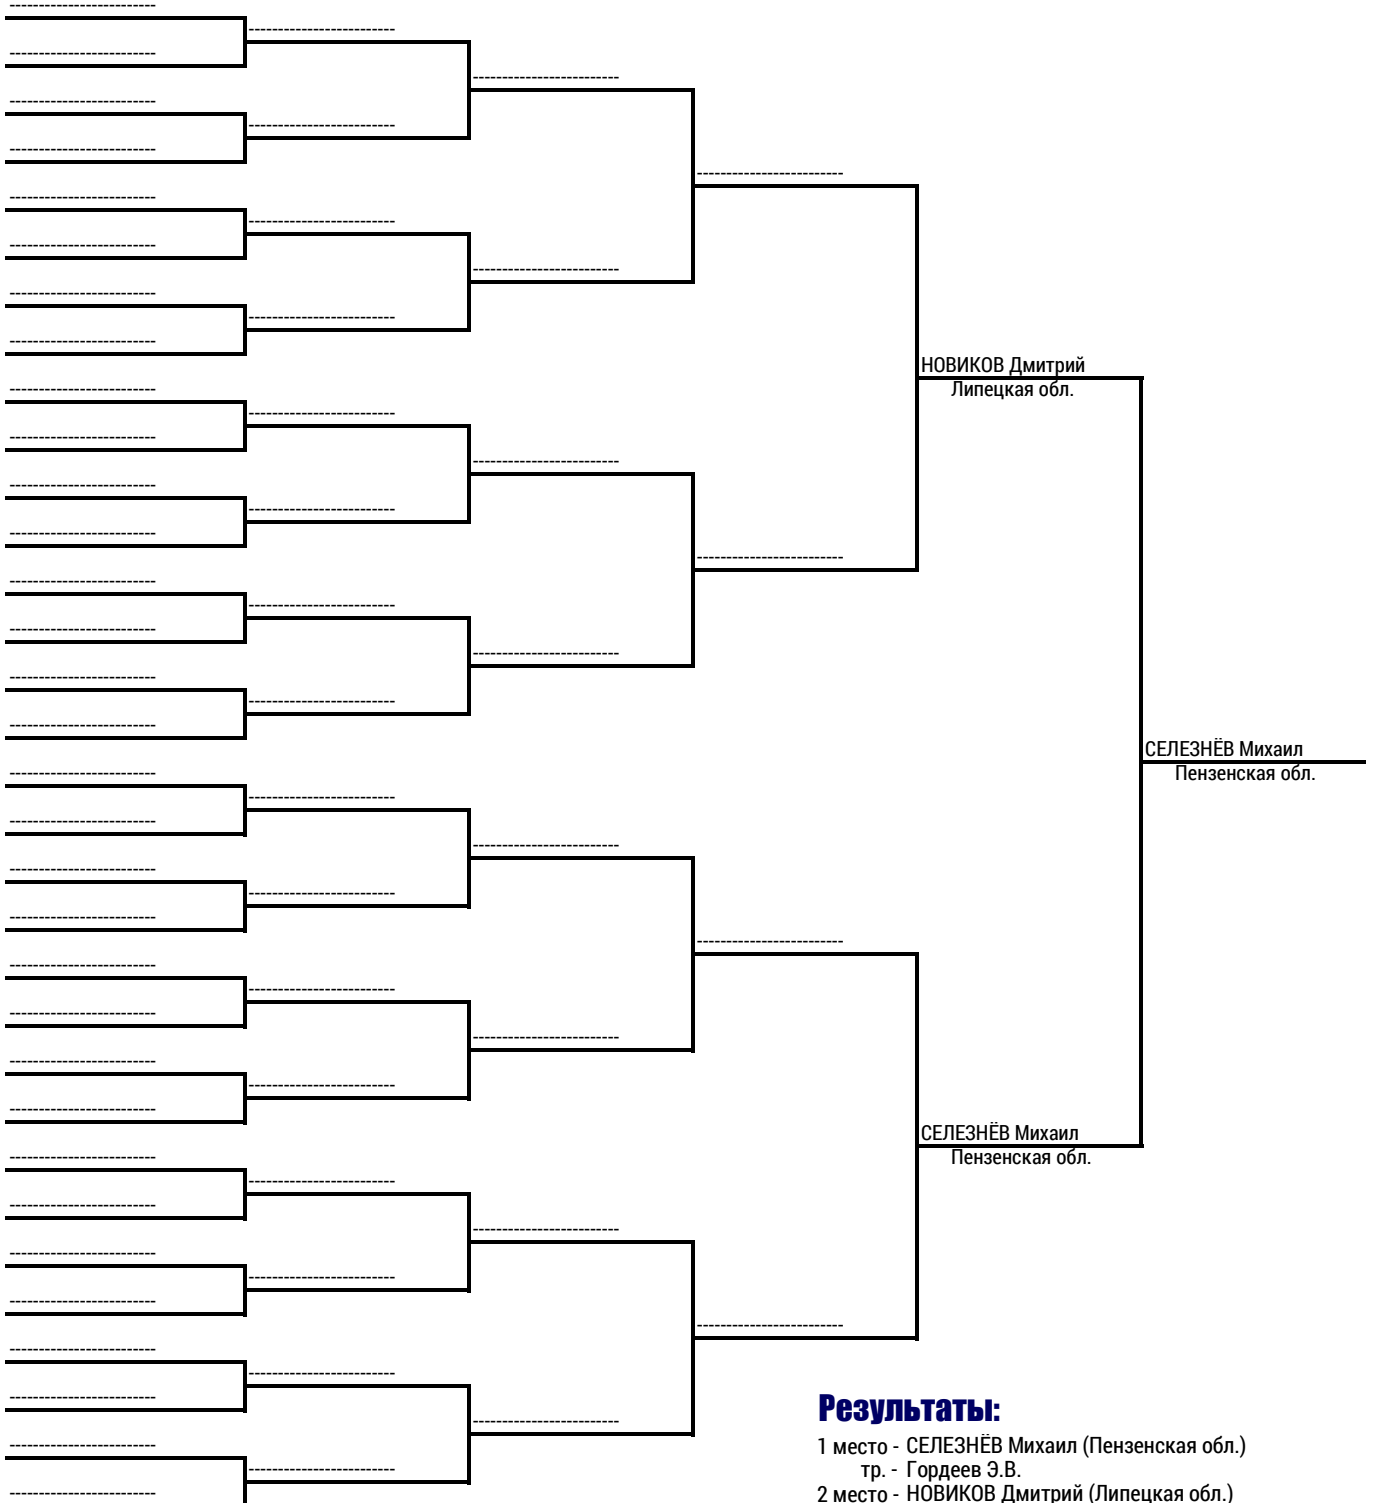 НОВИКОВ Дмитрий
Липецкая обл.
СЕЛЕЗНЁВ Михаил
Пензенская обл.
СЕЛЕЗНЁВ Михаил
Пензенская обл.
Результаты:
1 место - СЕЛЕЗНЁВ Михаил (Пензенская обл.)
тр. - Гордеев Э.В.
2 место - НОВИКОВ Дмитрий (Липецкая обл.)